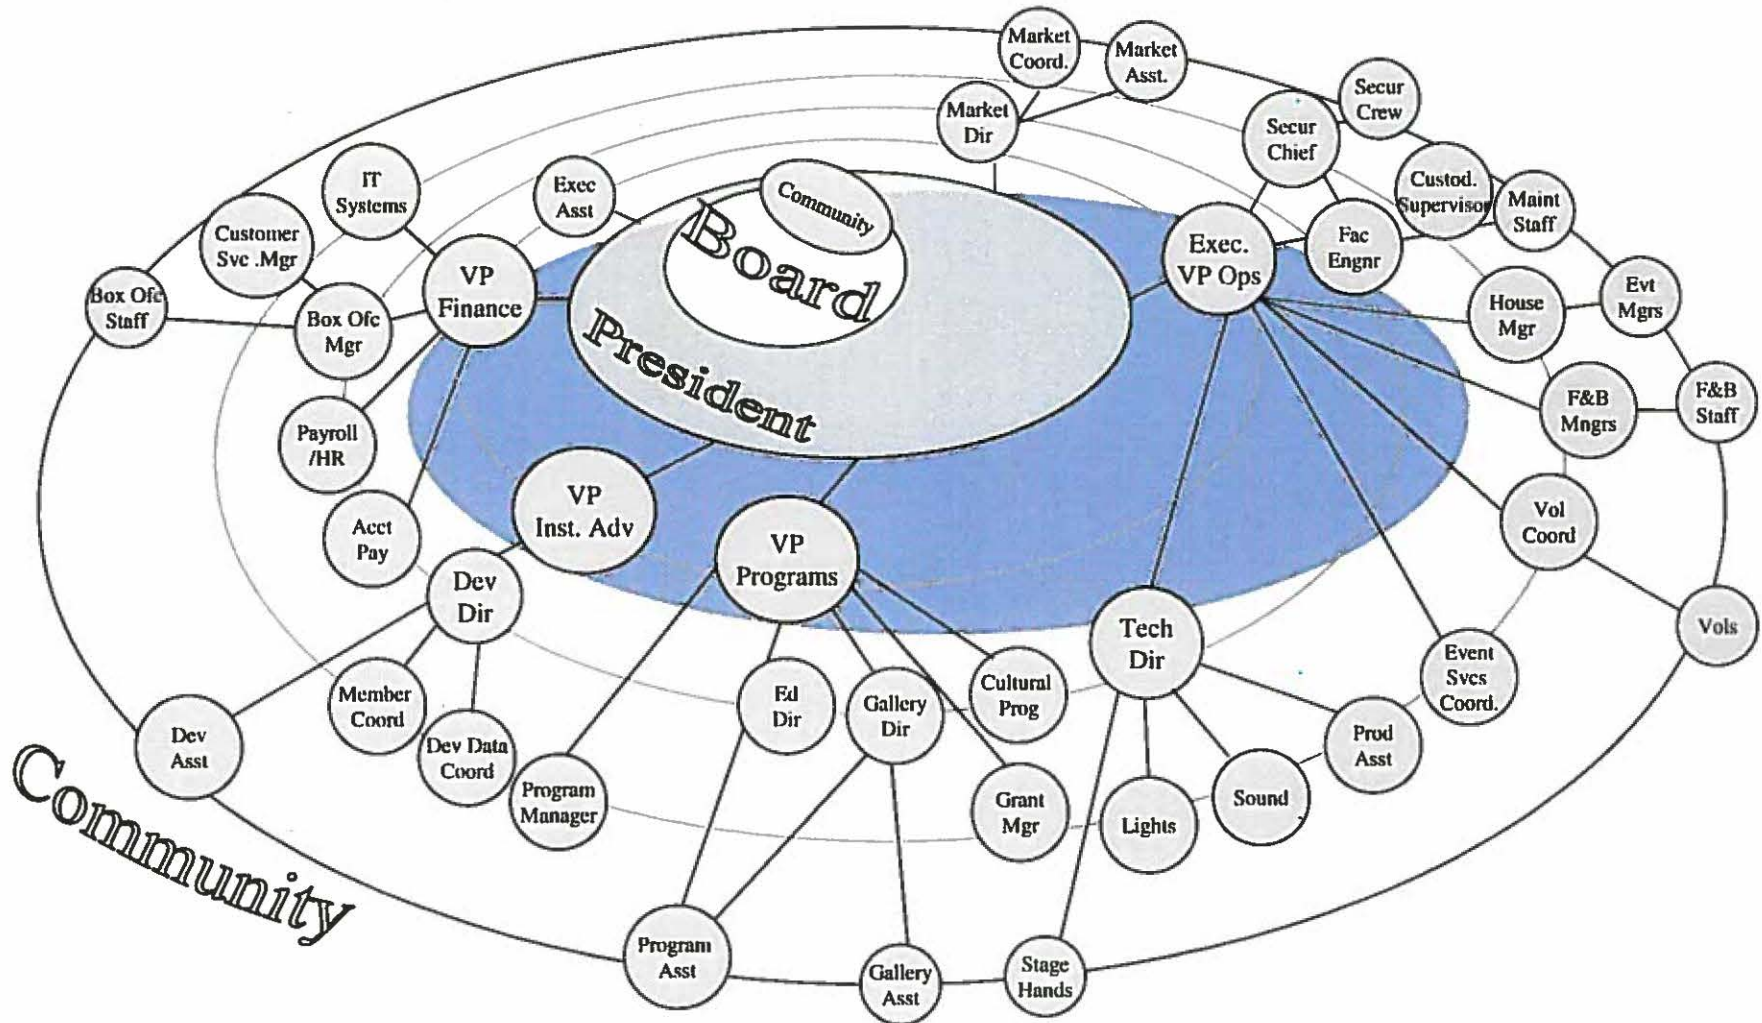 Market
Coord.
Market
Asst.
Market
Dir
Secur
Crew
Secur
Chief
IT
Systems
Exec
Asst
Community
Board
President
Custod.
Supervisor
Maint
Staff
Customer
Svc .Mgr
VP
Finance
Exec.
VP Ops
Fac
Engnr
Box Ofc
Staff
Box Ofc
Mgr
House
Mgr
Evt
Mgrs
F&B
Mngrs
F&B
Staff
Payroll
/HR
Acct
Pay
VP
Inst. Adv
VP
Programs
Vol
Coord
Dev
Dir
Tech
Dir
Vols
Event
Svcs
Coord.
Member
Coord
Ed
Dir
Gallery
Dir
Cultural
Prog
Dev
Asst
Dev Data
Coord
Prod
Asst
Program
Manager
Grant
Mgr
Lights
Sound
Community
Program
Asst
Gallery
Asst
Stage
Hands